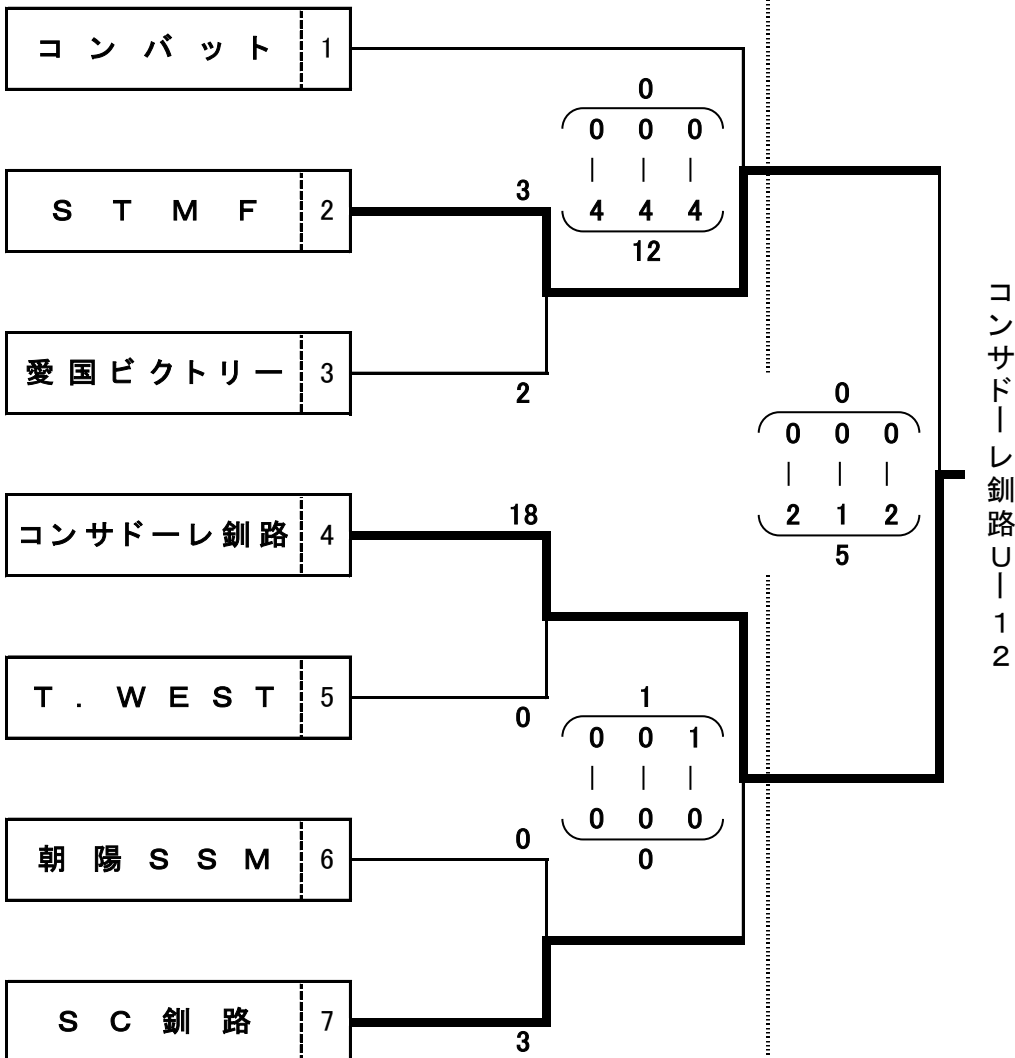 コンバット 1
0
0 0 0
| | |
4 4 4
12
3
STMF 2
愛国ビクトリー 3
2
0
0 0 0
| | |
2 1 2
5
コンサドーレ釧路U－12
18
コンサドーレ釧路 4
T.WEST 5
0
1
0 0 1
| | |
0 0 0
0
0
朝陽SSM 6
SC釧路 7
3